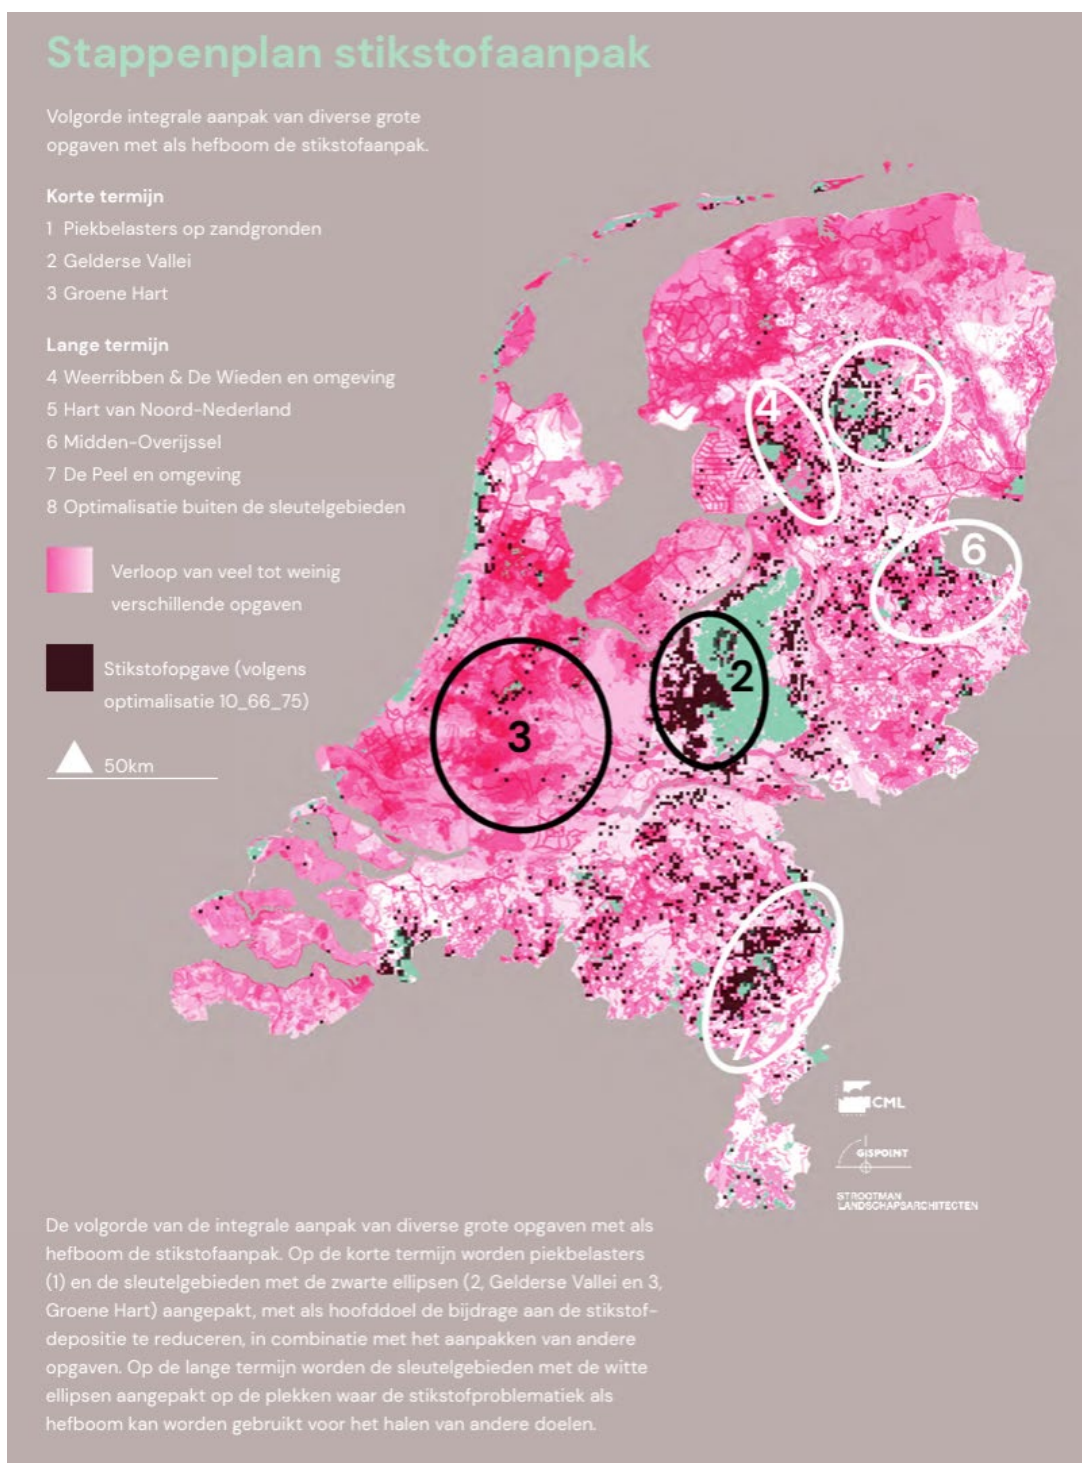 Stappenplan stikstofaanpak
Volgorde integrale aanpak van diverse grote
opgaven met als hefboom de stikstofaanpak.
Korte termijn
1 Piekbelasters op zandgronden
2 Gelderse Vallei
3 Groene Hart
Lange termijn
4 Weerribben & De Wieden en omgeving
5 Hart van Noord-Nederland
6 Midden-Overijssel
7 De Peel en omgeving
8 Optimalisatie buiten de sleutelgebieden
Verloop van veel tot weinig
verschillende opgaven
Stikstofopgave (volgens
optimalisatie 10_66_75)
50km
5
4
6
2
3
7
CML
GISPOINT
STROOTMAN
LANDSCHAPSARCHITECTEN
De volgorde van de integrale aanpak van diverse grote opgaven met als
hefboom de stikstofaanpak. Op de korte termijn worden piekbelasters
(1) en de sleutelgebieden met de zwarte ellipsen (2, Gelderse Vallei en 3,
Groene Hart) aangepakt, met als hoofddoel de bijdrage aan de stikstof-
depositie te reduceren, in combinatie met het aanpakken van andere
opgaven. Op de lange termijn worden de sleutelgebieden met de witte
ellipsen aangepakt op de plekken waar de stikstofproblematiek als
hefboom kan worden gebruikt voor het halen van andere doelen.